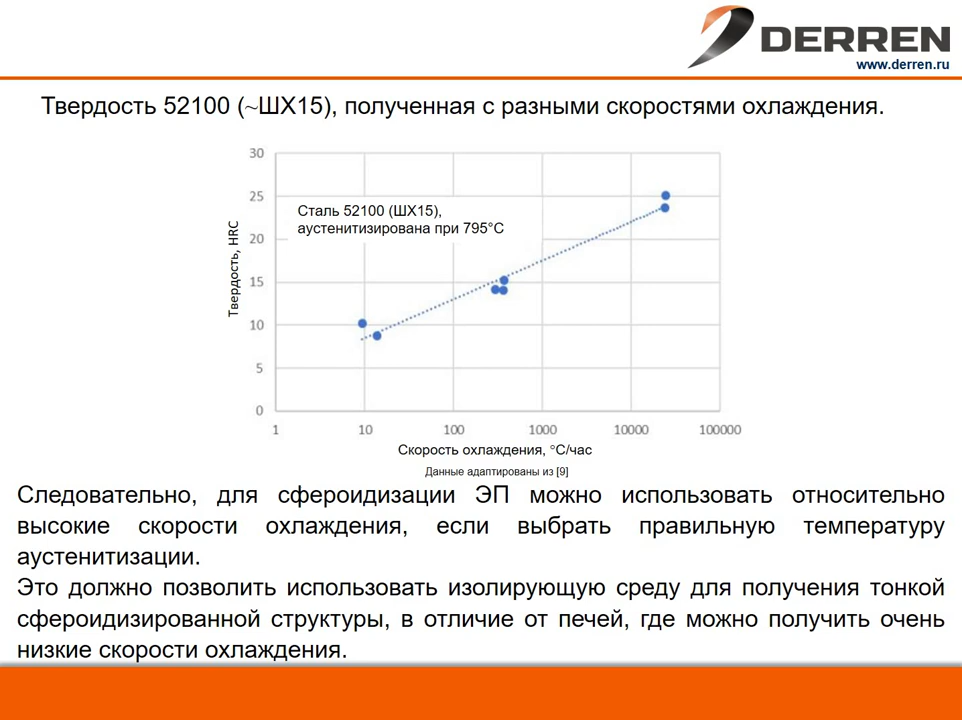 DERREN
www.derren.ru
Твердость 52100 (~ШХ15), полученная с разными скоростями охлаждения.
30
25
20
15
10
5
0
Твердость, HRC
Сталь 52100 (ШХ15),
аустенитизирована при 795°С
1 10 100 1000 10000 100000
Скорость охлаждения, °С/час
Данные адаптированы из [9]
Следовательно, для сфероидизации ЭП можно использовать относительно
высокие скорости охлаждения, если выбрать правильную температуру
аустенитизации.
Это должно позволить использовать изолирующую среду для получения тонкой
сфероидизированной структуры, в отличие от печей, где можно получить очень
низкие скорости охлаждения.